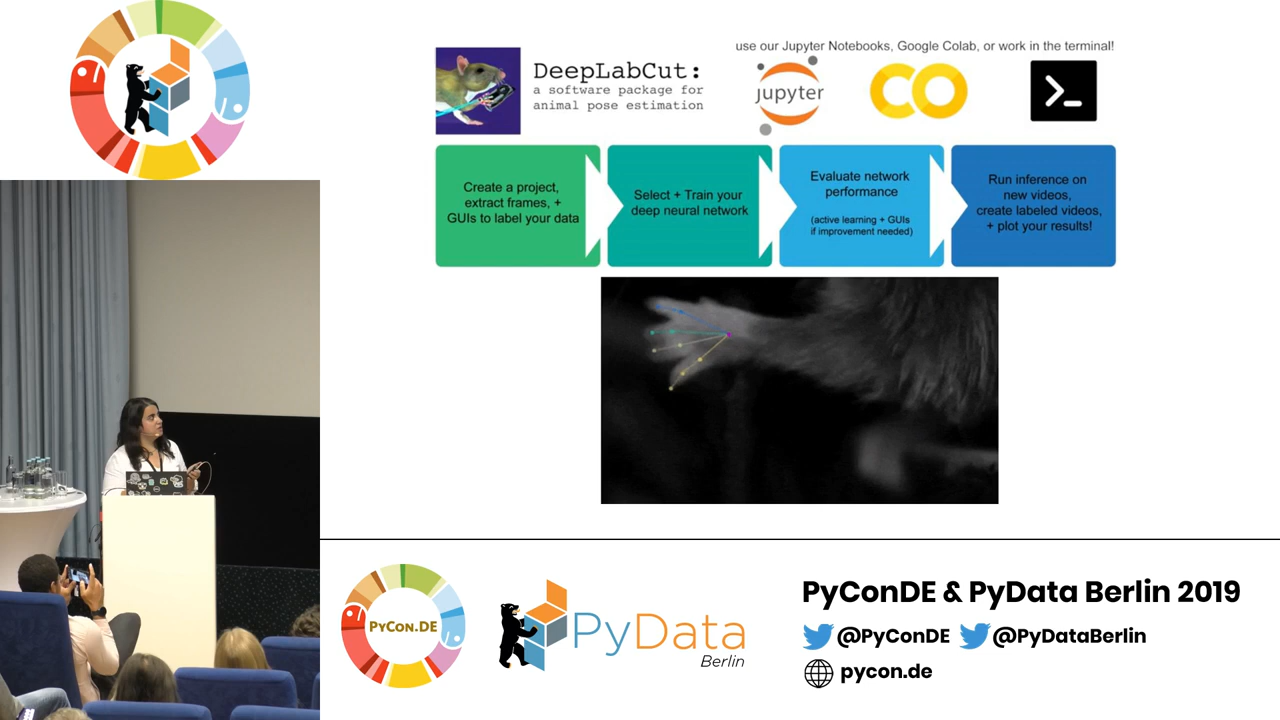 use our Jupyter Notebooks, Google Colab, or work in the terminal!
DeepLabCut:
a software package for
animal pose estimation
jupyter
CO
>_
Create a project,
extract frames, +
GUIs to label your data
Select + Train your
deep neural network
Evaluate network
performance
(active learning + GUIs
if improvement needed)
Run inference on
new videos,
create labeled videos,
+ plot your results!
PYCON.DE
PyData
Berlin
PyConDE & PyData Berlin 2019
@PyConDE @PyDataBerlin
pycon.de